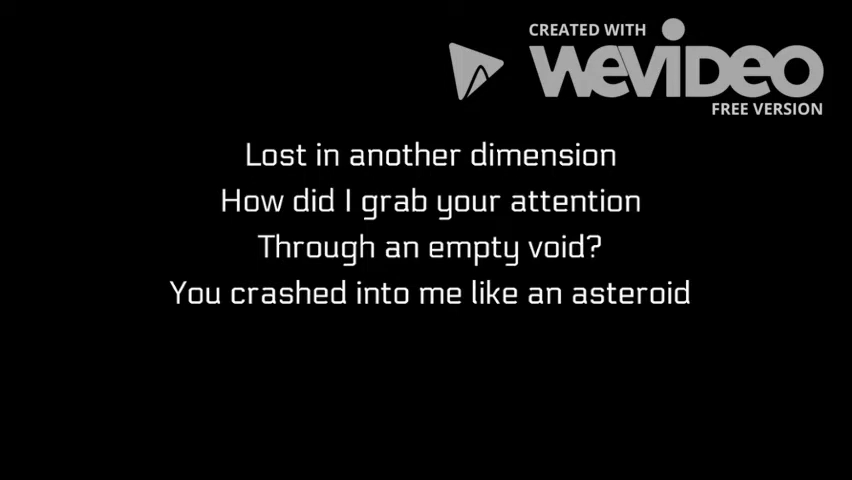 CREATED WITH
WEVIDEO
FREE VERSION
Lost in another dimension
How did I grab your attention
Through an empty void?
You crashed into me like an asteroid